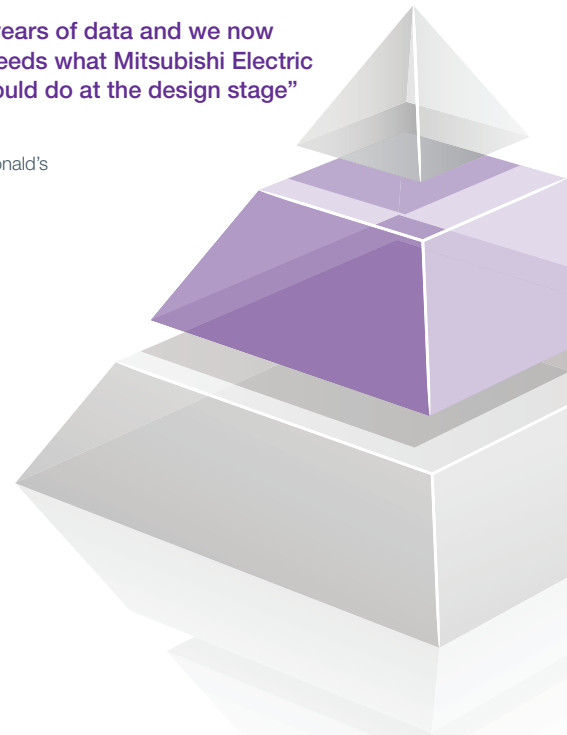 ears of data and we now
eeds what Mitsubishi Electric
ould do at the design stage”
onald's